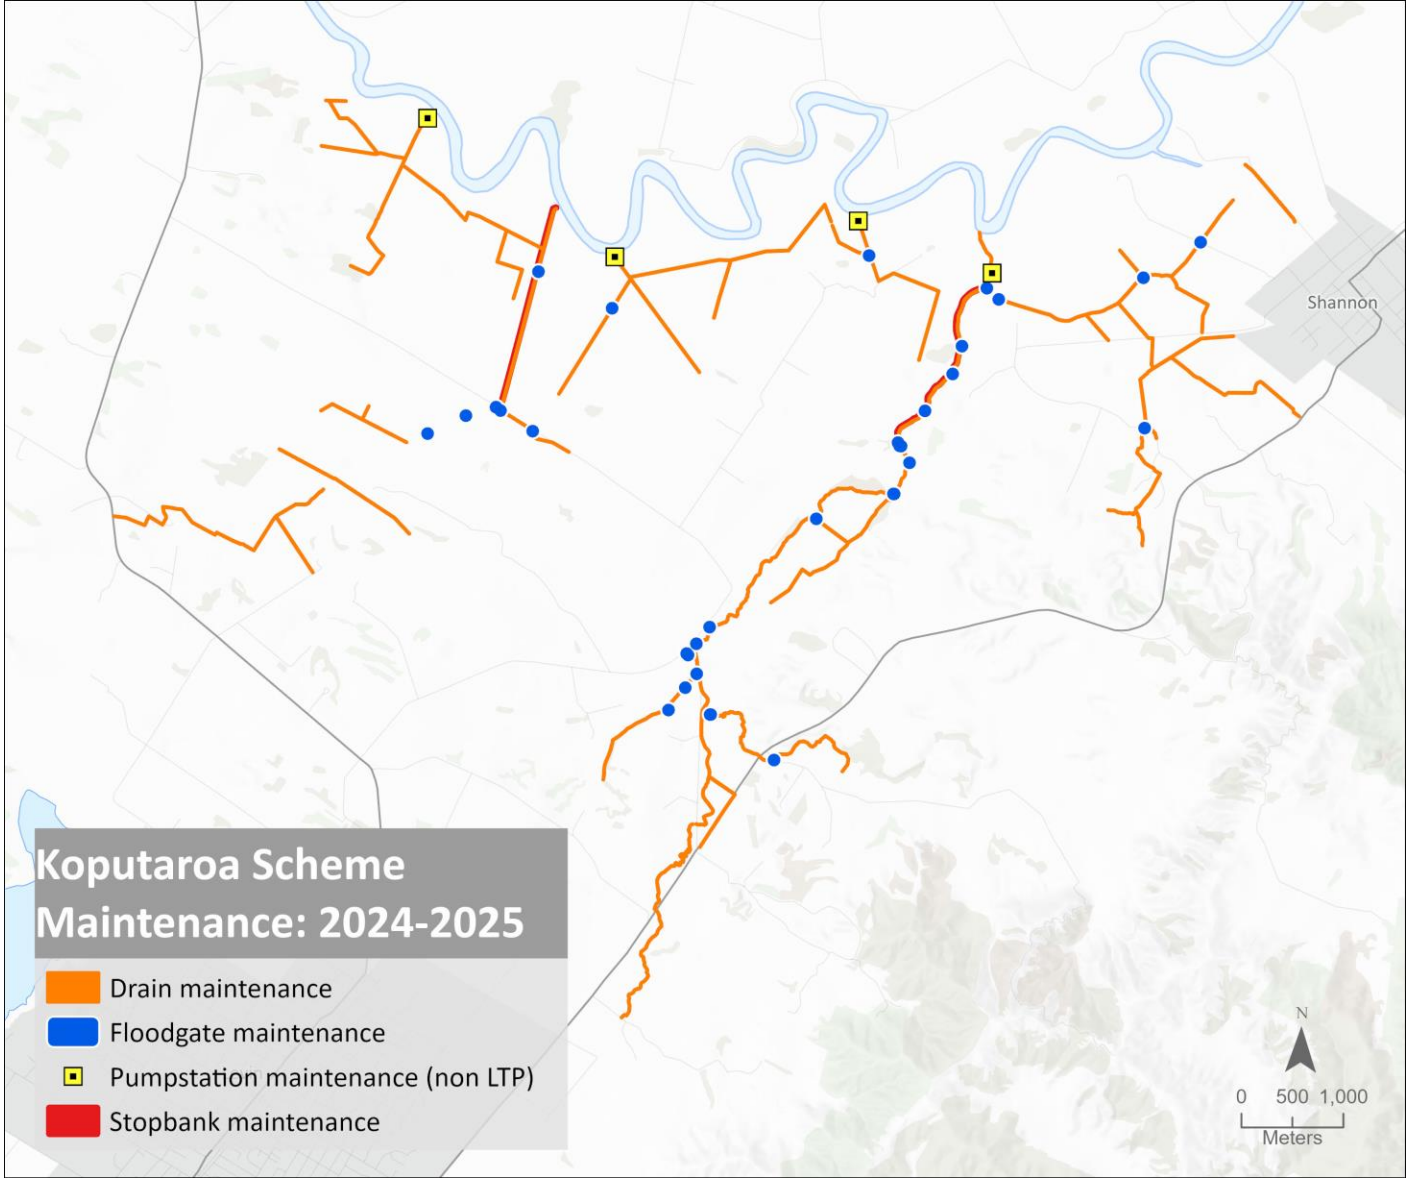 Shannon
Koputaroa Scheme
Maintenance: 2024-2025
Drain maintenance
Floodgate maintenance
Pumpstation maintenance (non LTP)
Stopbank maintenance
N
0 500 1,000
Meters